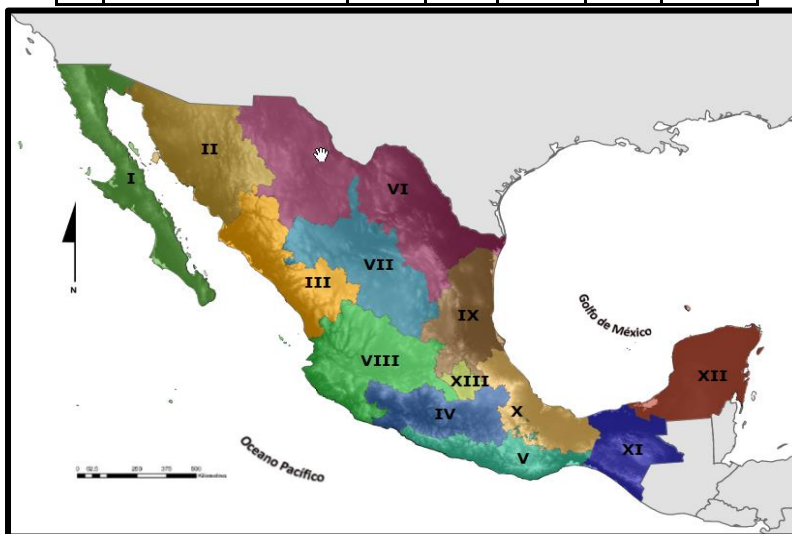 II
I
VI
VII
III
IX
Golfo de México
N
VIII
XII
XIII
IV
X
Oceano Pacífico
V
XI